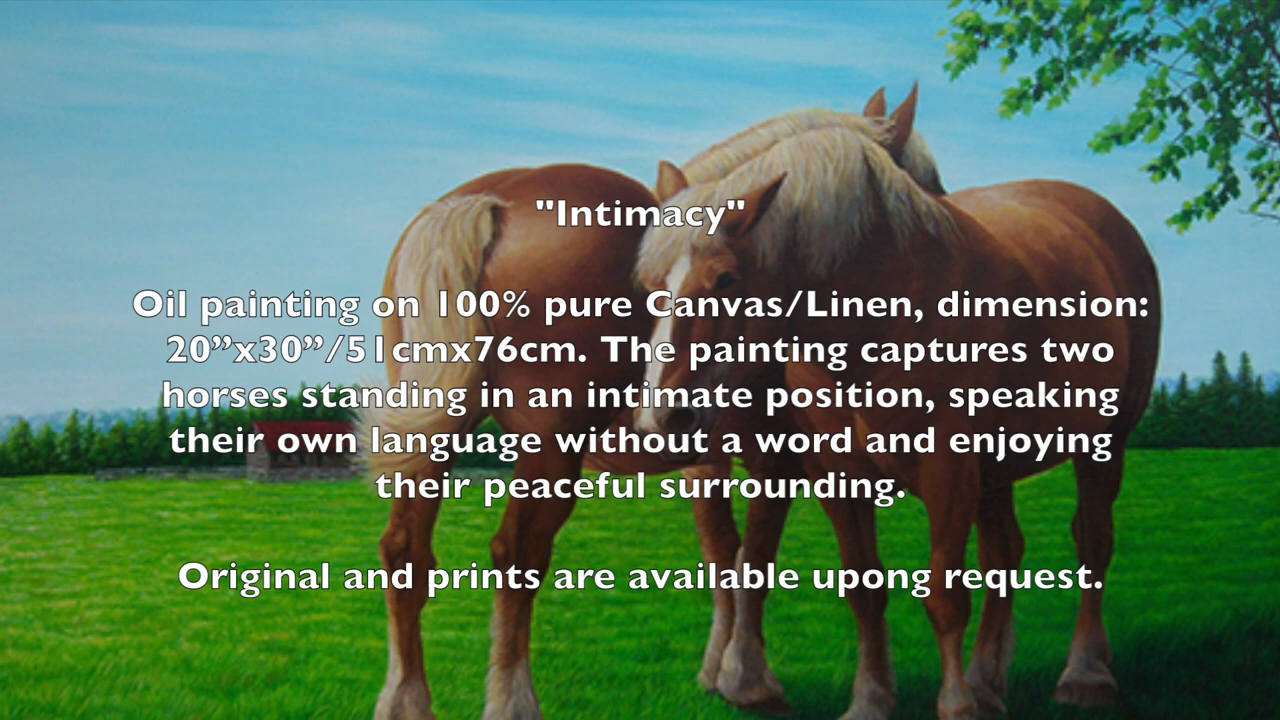 "Intimacy"
Oil painting on 100% pure Canvas/Linen, dimension:
20”x30”/51cmx76cm. The painting captures two
horses standing in an intimate position, speaking
their own language without a word and enjoying
their peaceful surrounding.
Original and prints are available upong request.